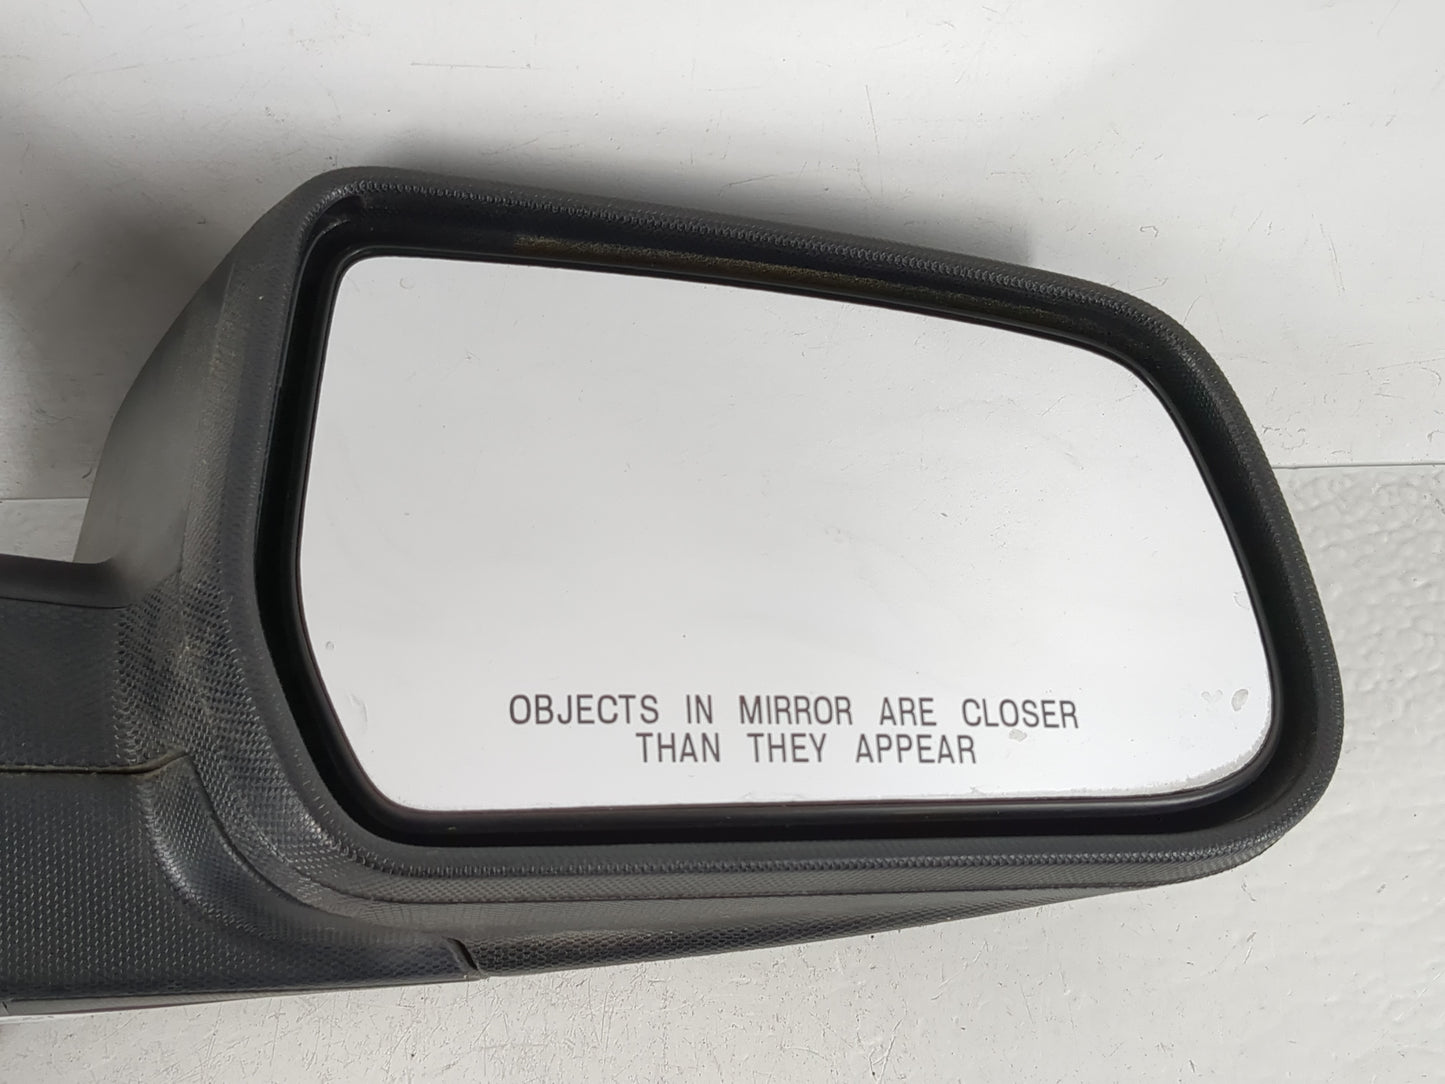 OBJECTS IN MIRROR ARE CLOSER
THAN THEY APPEAR